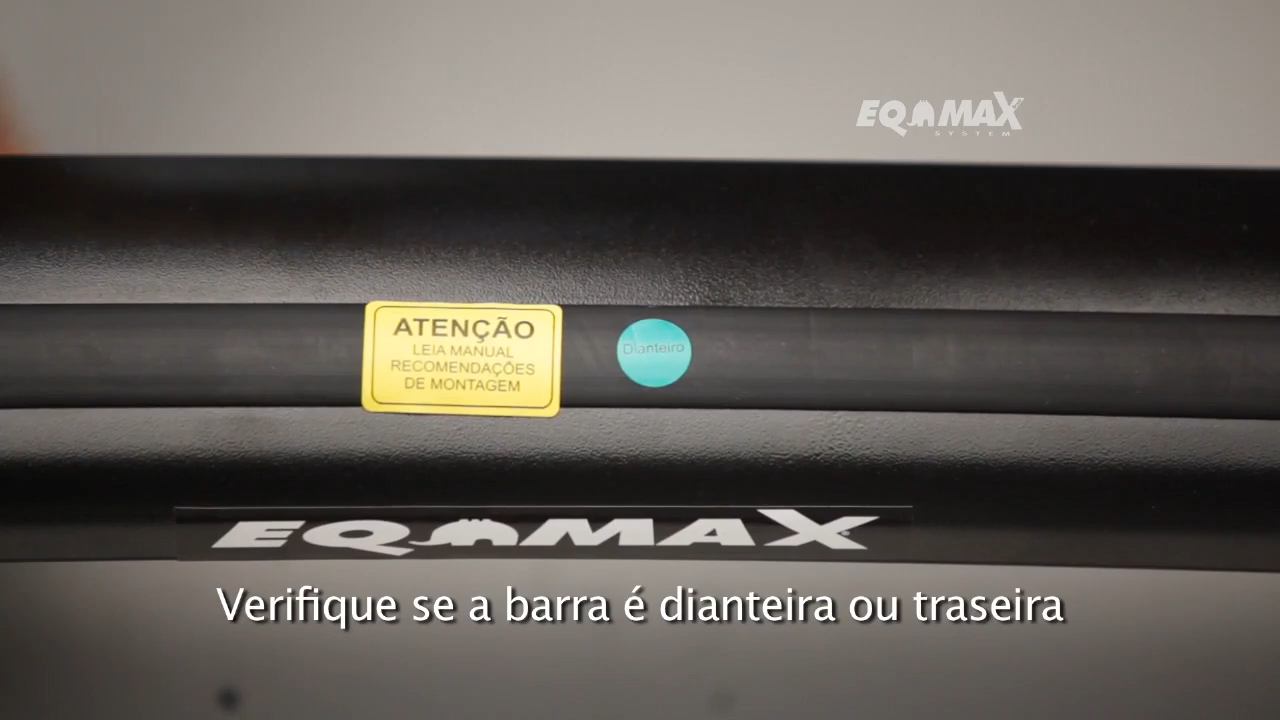 EQMAX
SYSTEM
ATENÇÃO
LEIA MANUAL
RECOMENDAÇÕES
DE MONTAGEM
Dianteiro
EQMAX
Verifique se a barra é dianteira ou traseira